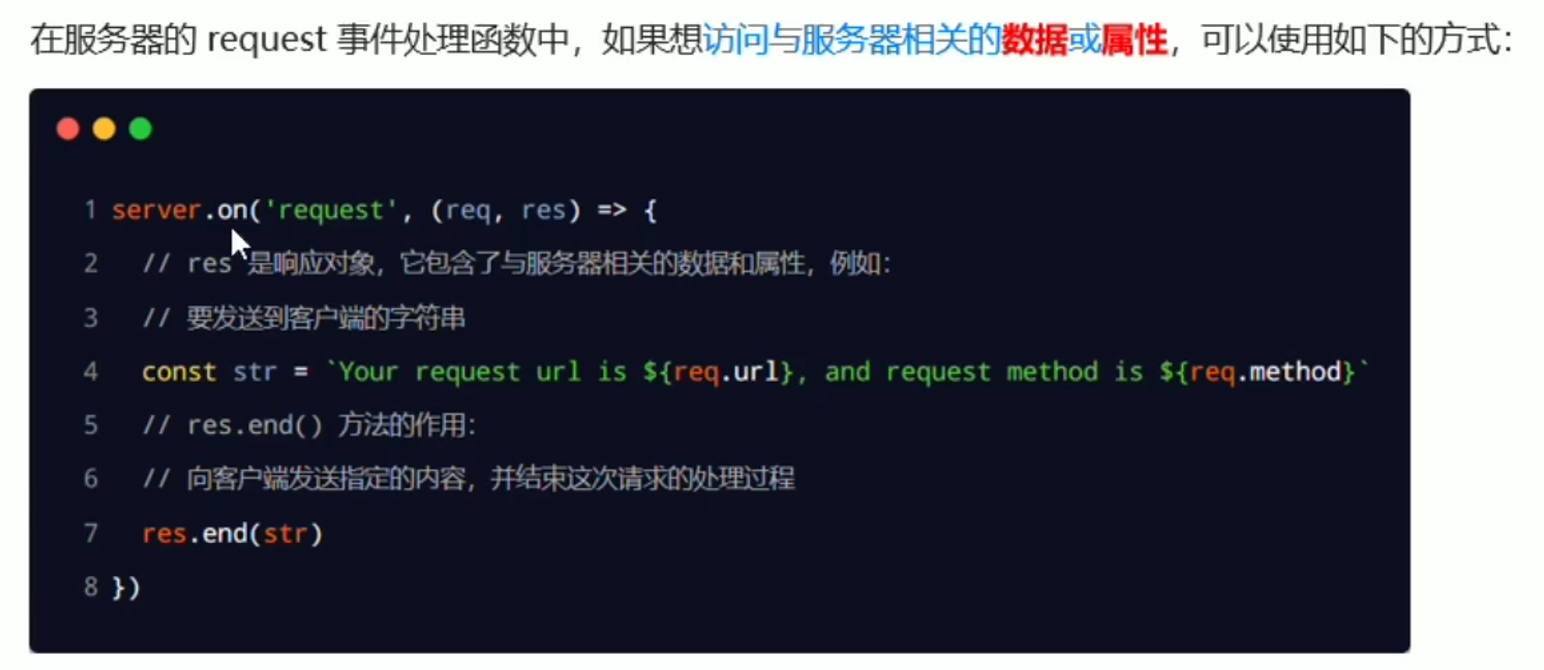 在服务器的 request 事件处理函数中，如果想访问与服务器相关的数据或属性，可以使用如下的方式：
1 server.on('request', (req, res) => {
2 // res 是响应对象，它包含了与服务器相关的数据和属性，例如：
3 // 要发送到客户端的字符串
4 const str = `Your request url is ${req.url}, and request method is ${req.method}`
5 // res.end() 方法的作用：
6 // 向客户端发送指定的内容，并结束这次请求的处理过程
7 res.end(str)
8 })